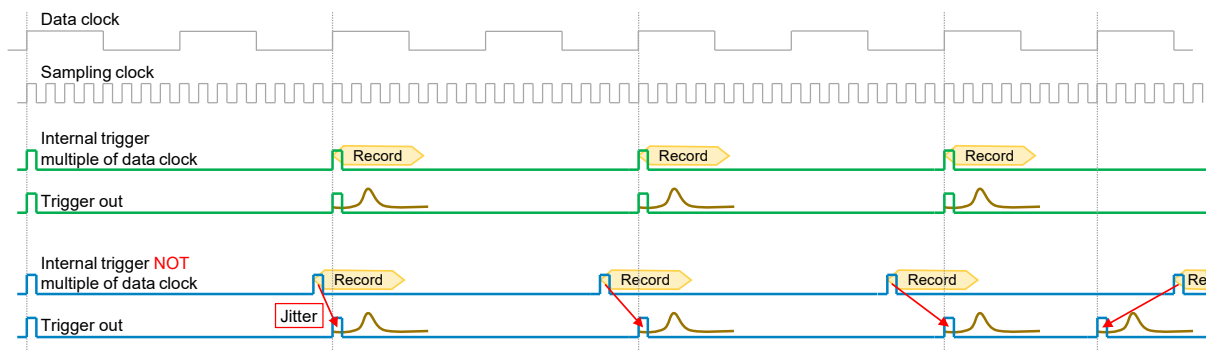 Data clock
Sampling clock
Internal trigger
multiple of data clock
Record Record Record
Trigger out
Internal trigger NOT
multiple of data clock
Record Record Record Re
Jitter
Trigger out